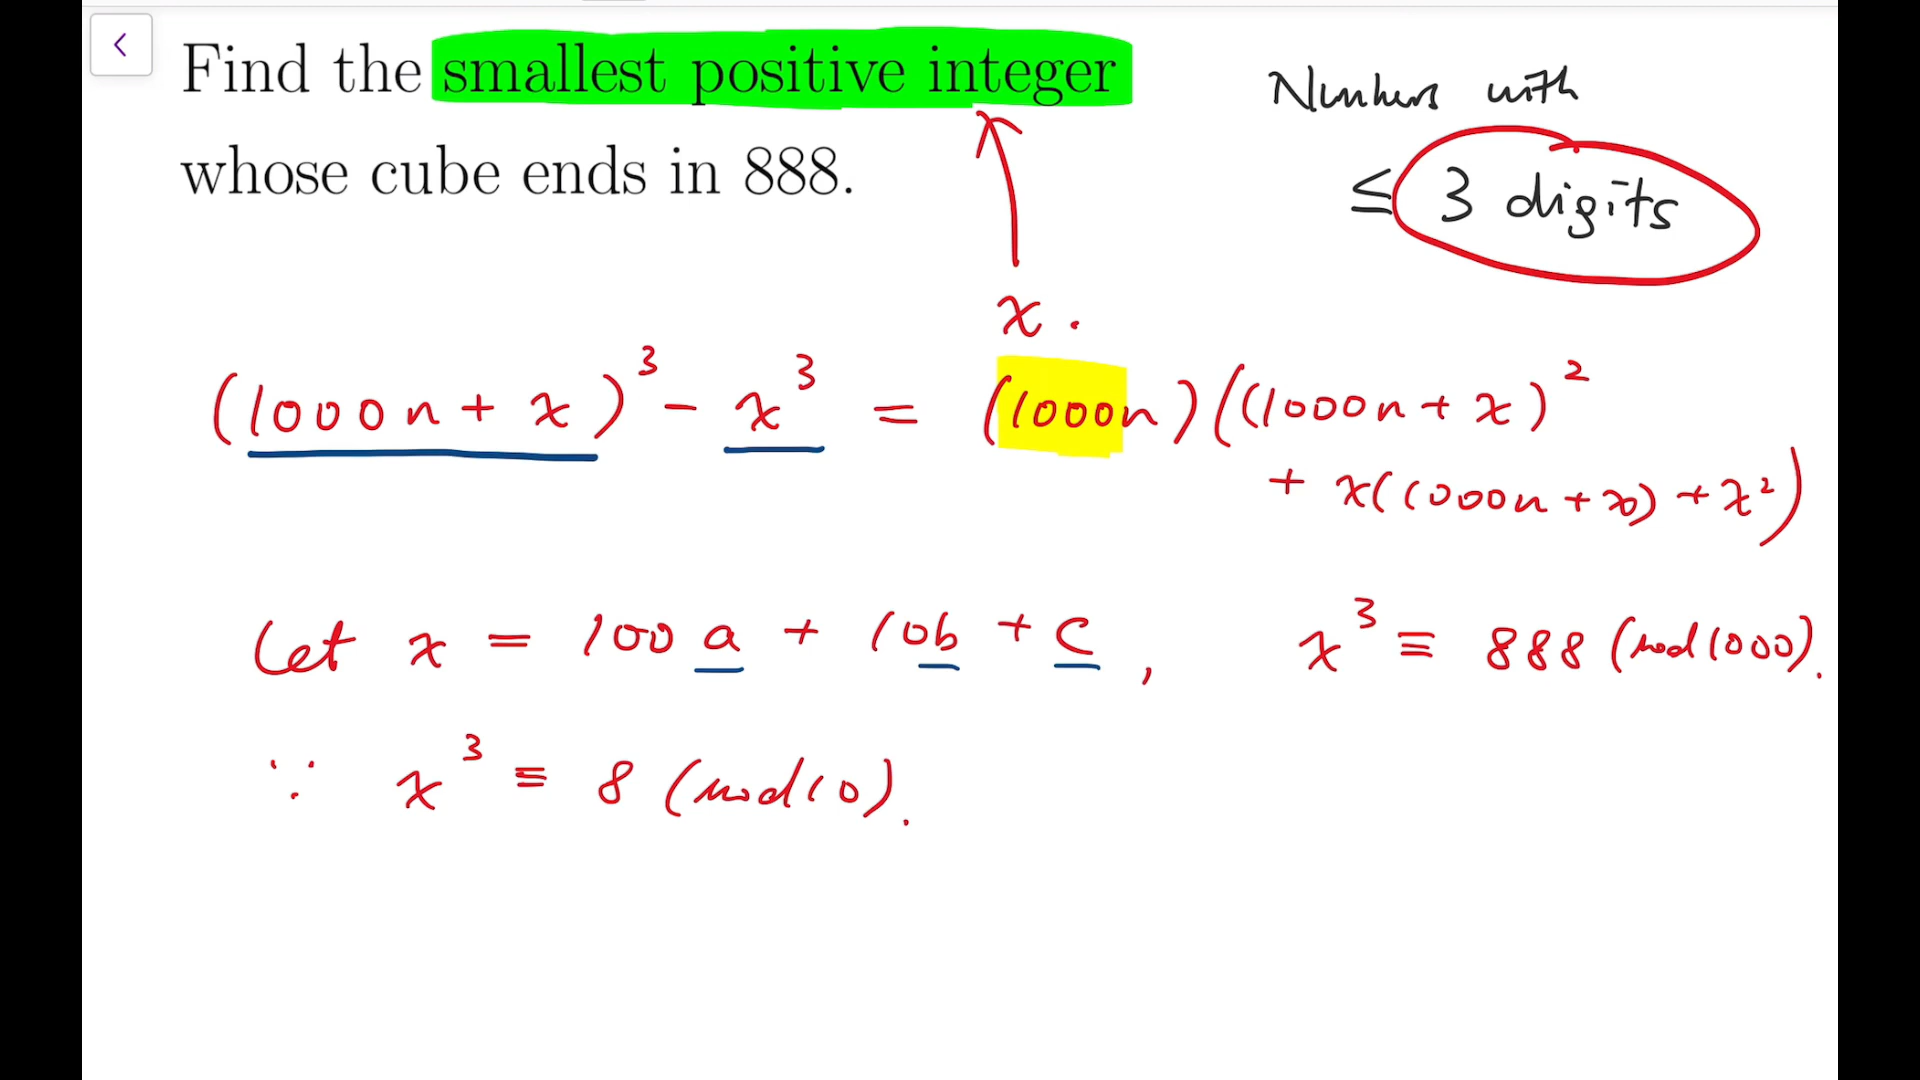 Find the smallest positive integer
whose cube ends in 888.
Numbers with
≤ 3 digits
x.
(1000n + x)³ - x³ = (1000n)((1000n + x)²
+ x(1000n + x) + x²)
Let x = 100a + 10b + c, x³ ≡ 888 (mod 1000).
∵ x³ ≡ 8 (mod 10).